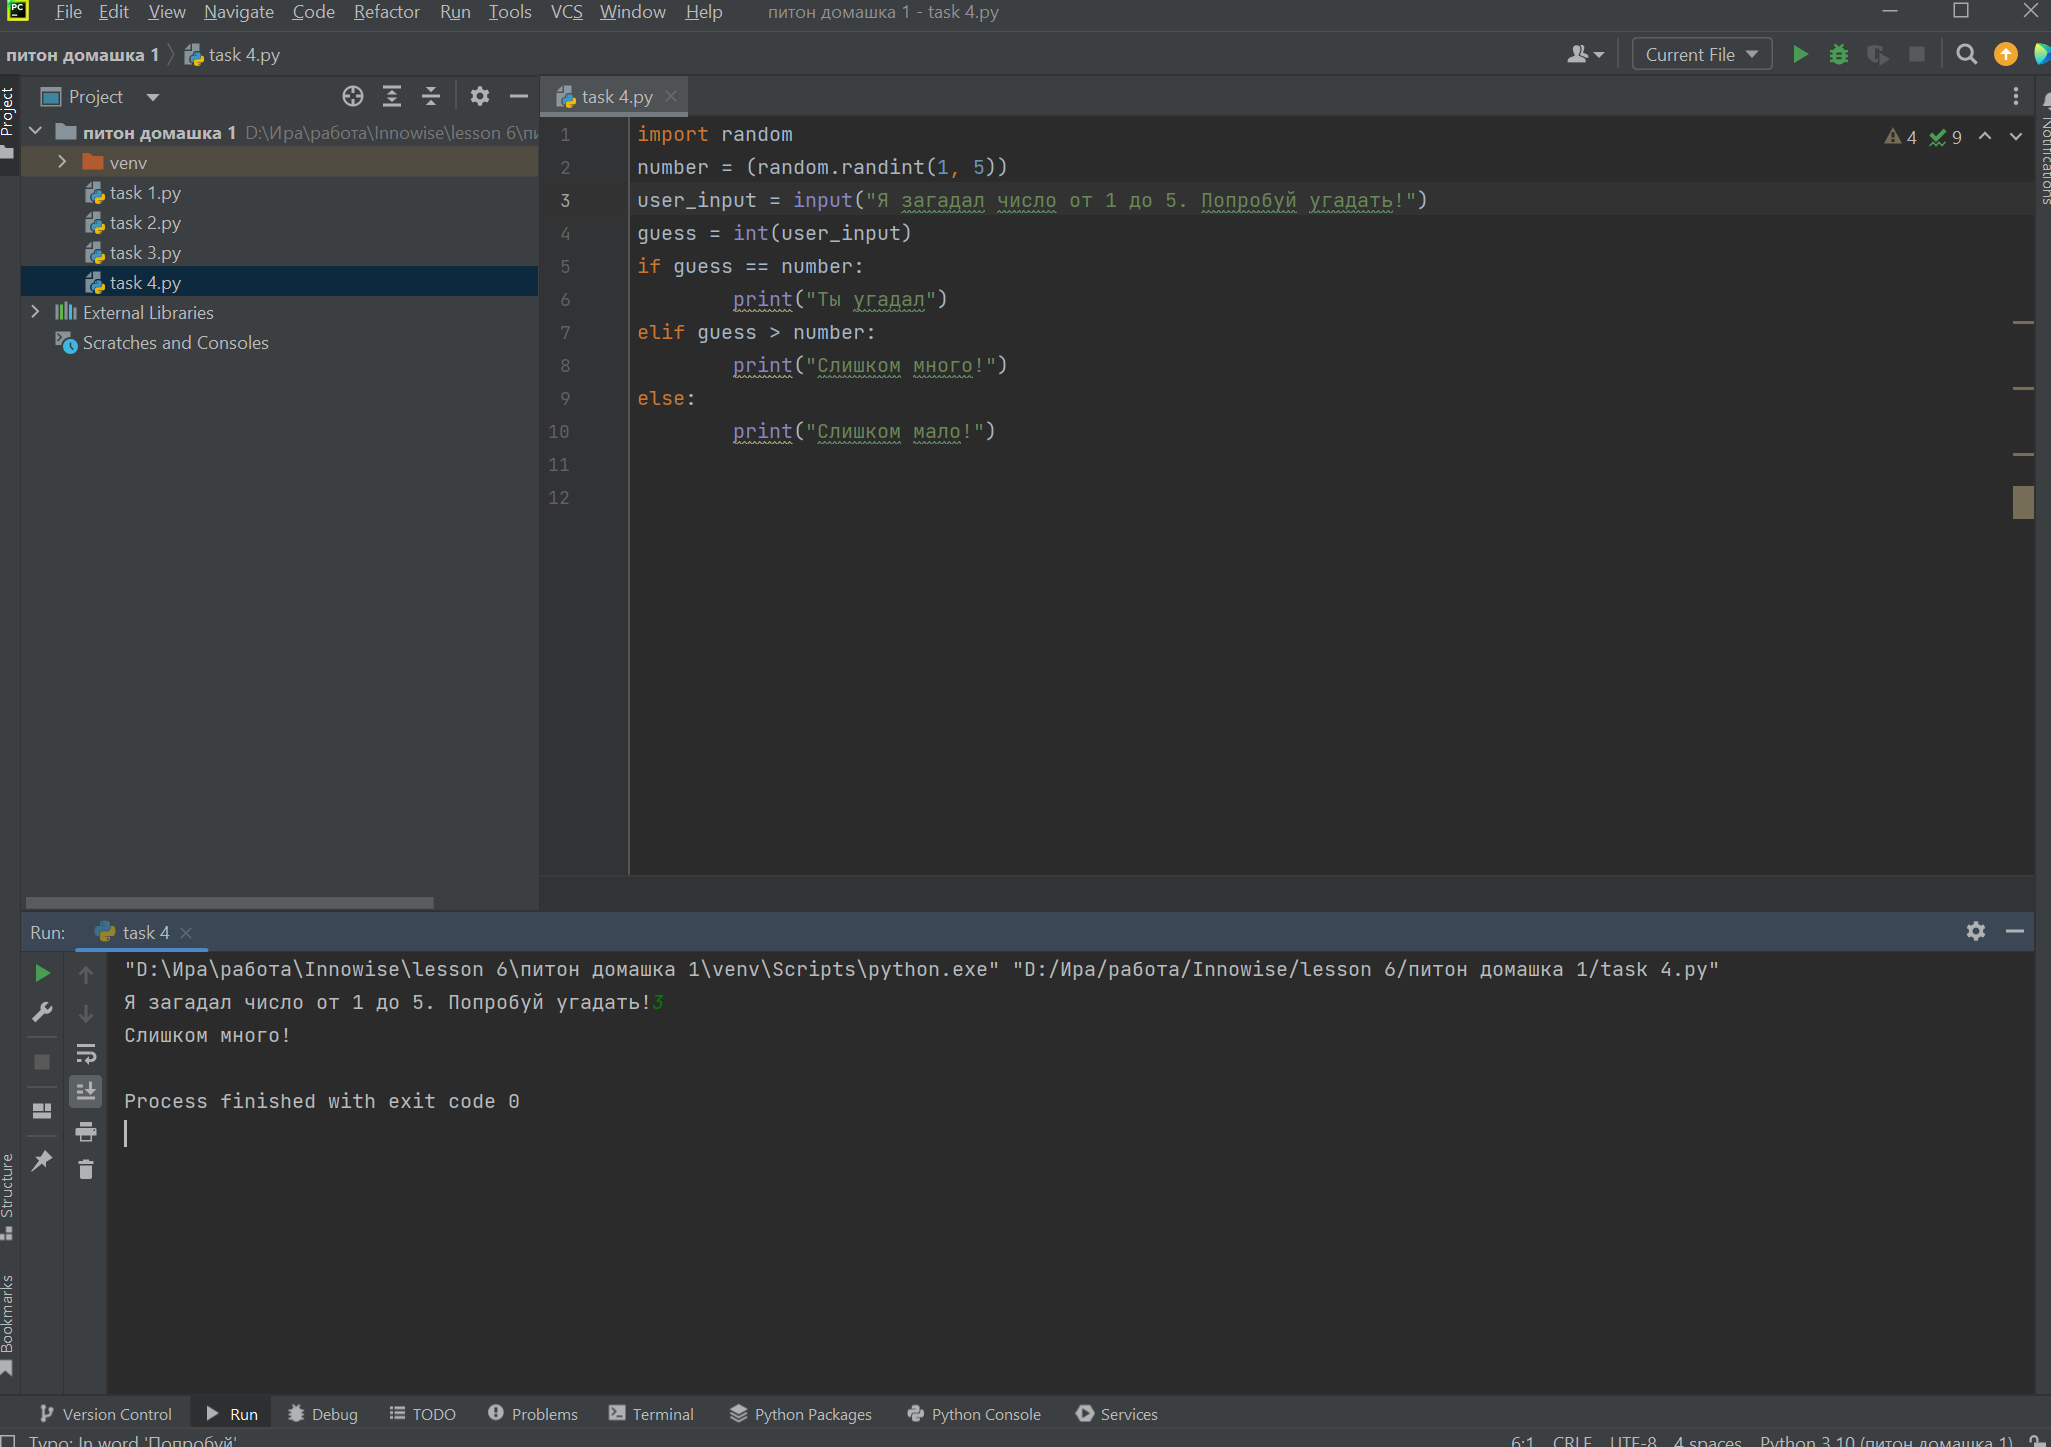 PC
File Edit View Navigate Code Refactor Run Tools VCS Window Help питон домашка 1 - task 4.py
питон домашка 1 task 4.py Current File
Project
Project
task 4.py
питон домашка 1 D:\Ира\работа\Innowise\lesson 6\пи
venv
task 1.py
task 2.py
task 3.py
task 4.py
External Libraries
Scratches and Consoles
4 9
1 import random
2 number = (random.randint(1, 5))
3 user_input = input("Я загадал число от 1 до 5. Попробуй угадать!")
4 guess = int(user_input)
5 if guess == number:
6 print("Ты угадал")
7 elif guess > number:
8 print("Слишком много!")
9 else:
10 print("Слишком мало!")
11
12
Notifications
Run: task 4
"D:\Ира\работа\Innowise\lesson 6\питон домашка 1\venv\Scripts\python.exe" "D:/Ира/работа/Innowise/lesson 6/питон домашка 1/task 4.py"
Я загадал число от 1 до 5. Попробуй угадать!3
Слишком много!
Process finished with exit code 0
Structure
Bookmarks
Version Control Run Debug TODO Problems Terminal Python Packages Python Console Services
Typo: In word 'Попробуй' 6:1 CRLF UTF-8 4 spaces Python 3.10 (питон домашка 1)